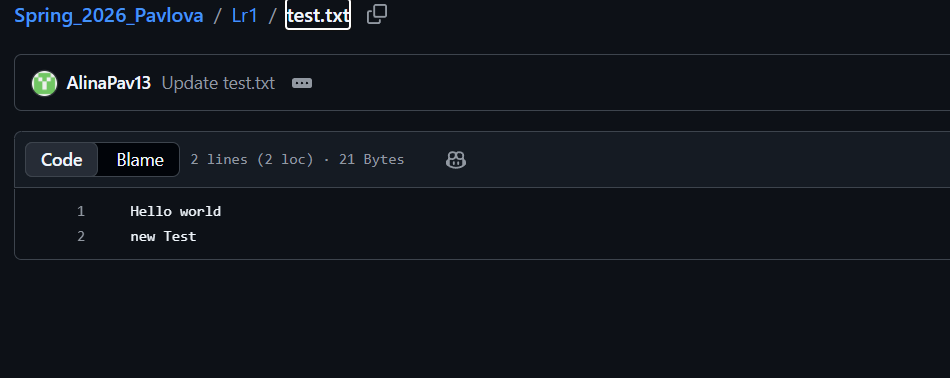 Spring_2026_Pavlova / Lr1 / test.txt
AlinaPav13 Update test.txt
Code Blame 2 lines (2 loc) · 21 Bytes
1 Hello world
2 new Test